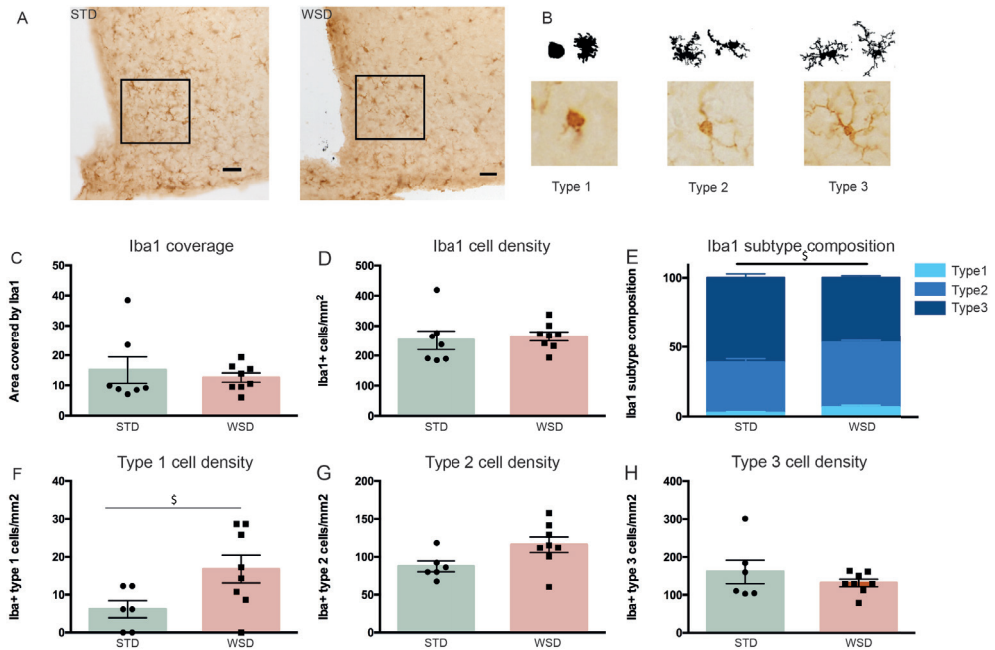 A
STD
WSD
B
Type 1
Type 2
Type 3
C
Iba1 coverage
Area covered by Iba1
50
40
30
20
10
0
STD
WSD
D
Iba1 cell density
Iba1+ cells/mm2
500
400
300
200
100
0
STD
WSD
E
Iba1 subtype composition
Iba1 subtype composition
$
100
50
0
STD
WSD
Type1
Type2
Type3
F
Type 1 cell density
Iba+ type 1 cells/mm2
$
40
30
20
10
0
STD
WSD
G
Type 2 cell density
Iba+ type 2 cells/mm2
200
150
100
50
0
STD
WSD
H
Type 3 cell density
Iba+ type 3 cells/mm2
400
300
200
100
0
STD
WSD